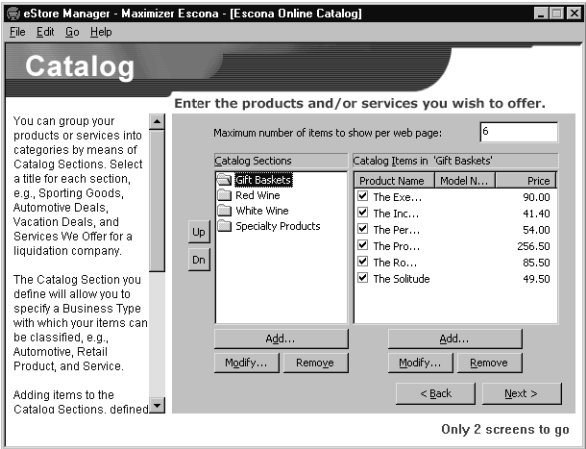 eStore Manager - Maximizer Escona - [Escona Online Catalog]
File Edit Go Help
Catalog
Enter the products and/or services you wish to offer.
You can group your
products or services into
categories by means of
Catalog Sections. Select
a title for each section,
e.g., Sporting Goods,
Automotive Deals,
Vacation Deals, and
Services We Offer for a
liquidation company.
The Catalog Section you
define will allow you to
specify a Business Type
with which your items can
be classified, e.g.,
Automotive, Retail
Product, and Service.
Adding items to the
Catalog Sections, defined
Maximum number of items to show per web page: 6
Catalog Sections
Gift Baskets
Red Wine
White Wine
Specialty Products
Up
Dn
Add...
Modify... Remove
Catalog Items in 'Gift Baskets'
Product Name Model N... Price
The Exe... 90.00
The Inc... 41.40
The Per... 54.00
The Pro... 256.50
The Ro... 85.50
The Solitude 49.50
Add...
Modify... Remove
< Back Next >
Only 2 screens to go